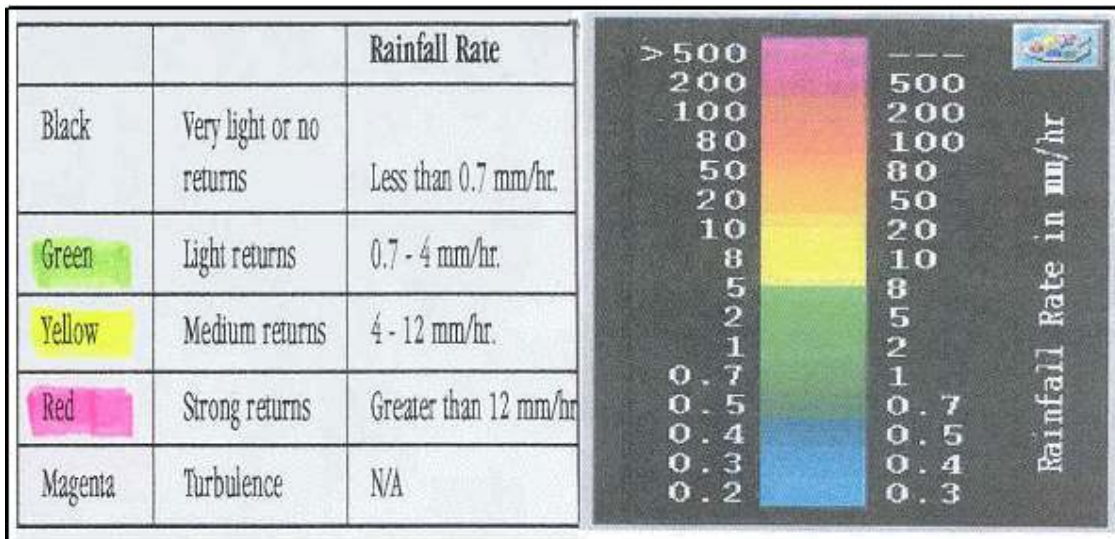 Rainfall Rate
Black
Very light or no
returns
Less than 0.7 mm/hr.
Green
Light returns
0.7 - 4 mm/hr.
Yellow
Medium returns
4 - 12 mm/hr.
Red
Strong returns
Greater than 12 mm/hr
Magenta
Turbulence
N/A
>500 ---
200 500
100 200
80 100
50 80
20 50
10 20
8 10
5 8
2 5
1 2
0.7 1
0.5 0.7
0.4 0.5
0.3 0.4
0.2 0.3
Rainfall Rate in mm/hr